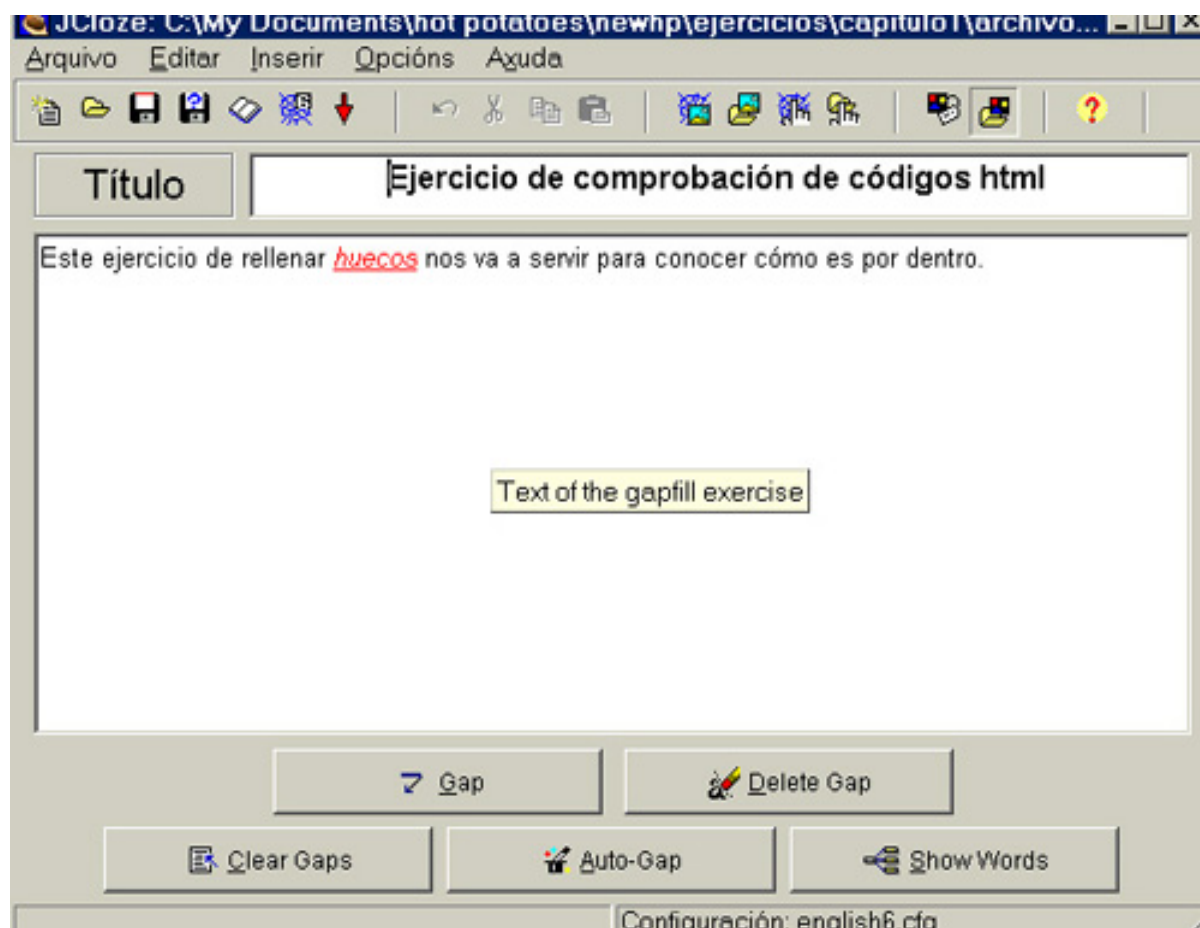 JCloze: C:\My Documents\hot potatoes\newhp\ejercicios\capitulo1\archivo...
Arquivo Editar Inserir Opcións Axuda
Título
Ejercicio de comprobación de códigos html
Este ejercicio de rellenar huecos nos va a servir para conocer cómo es por dentro.
Text of the gapfill exercise
Gap Delete Gap
Clear Gaps Auto-Gap Show Words
Configuración: english6.cfg